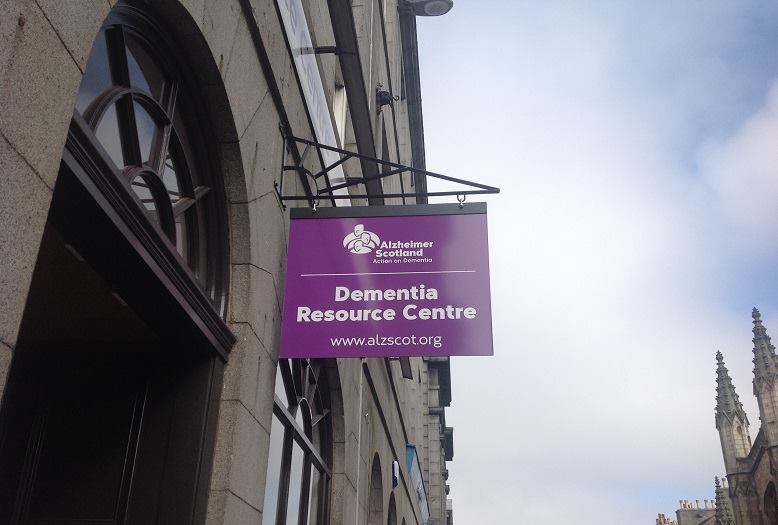 Alzheimer
Scotland
Action on Dementia
Dementia
Resource Centre
www.alzscot.org